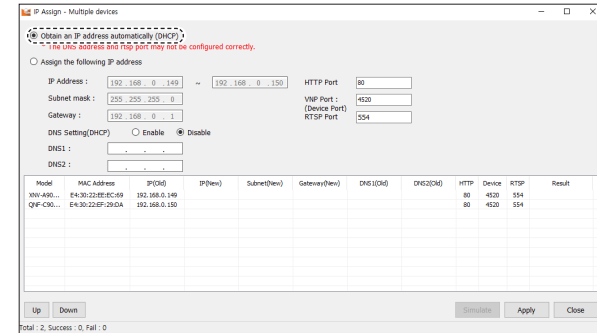 IP Assign - Multiple devices
Obtain an IP address automatically (DHCP)
* The DNS address and rtsp port may not be configured correctly.
Assign the following IP address
IP Address : 192 . 168 . 0 . 149 ~ 192 . 168 . 0 . 150 HTTP Port 80
Subnet mask : 255 . 255 . 255 . 0 VNP Port : 4520
(Device Port)
Gateway : 192 . 168 . 0 . 1 RTSP Port 554
DNS Setting(DHCP) Enable Disable
DNS1 : . . .
DNS2 : . . .
Model MAC Address IP(Old) IP(New) Subnet(New) Gateway(New) DNS1(Old) DNS2(Old) HTTP Device RTSP Result
XNV-A90... E4:30:22:EE:EC:69 192.168.0.149 80 4520 554
QNF-C90... E4:30:22:EF:29:DA 192.168.0.150 80 4520 554
Up Down Simulate Apply Close
Total : 2, Success : 0, Fail : 0